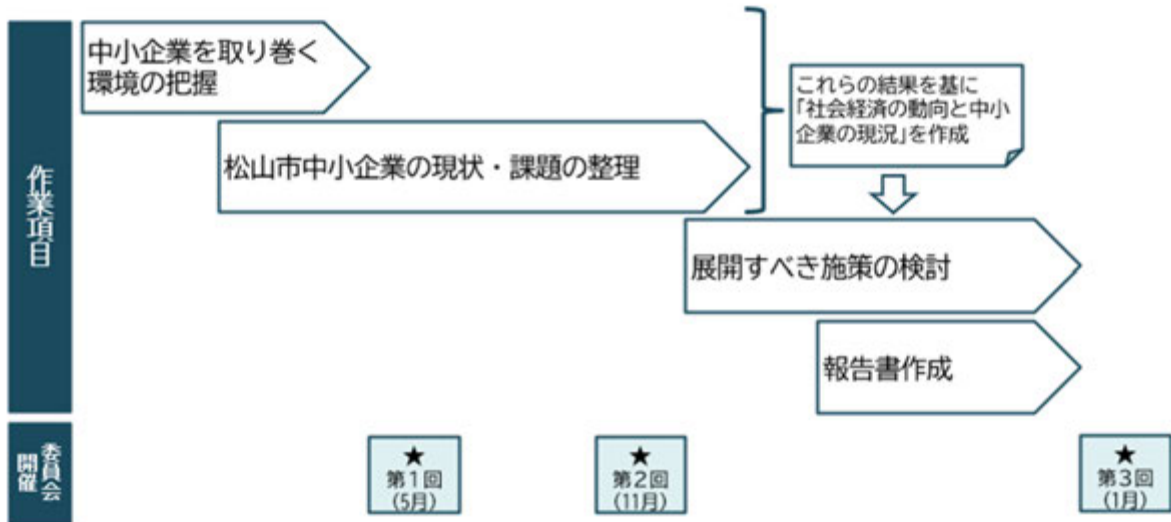 作業項目
中小企業を取り巻く
環境の把握
松山市中小企業の現状・課題の整理
これらの結果を基に
「社会経済の動向と中小
企業の現況」を作成
展開すべき施策の検討
報告書作成
委員会
開催
★
第1回
(5月)
★
第2回
(11月)
★
第3回
(1月)